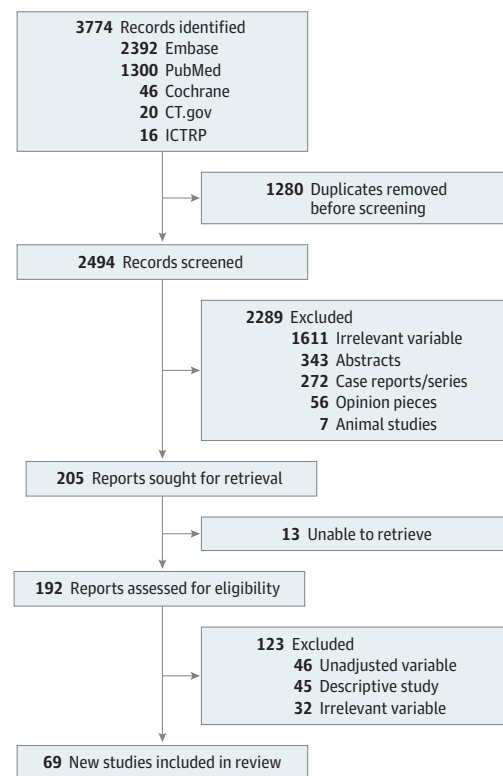 3774 Records identified
2392 Embase
1300 PubMed
46 Cochrane
20 CT.gov
16 ICTRP
1280 Duplicates removed
before screening
2494 Records screened
2289 Excluded
1611 Irrelevant variable
343 Abstracts
272 Case reports/series
56 Opinion pieces
7 Animal studies
205 Reports sought for retrieval
13 Unable to retrieve
192 Reports assessed for eligibility
123 Excluded
46 Unadjusted variable
45 Descriptive study
32 Irrelevant variable
69 New studies included in review